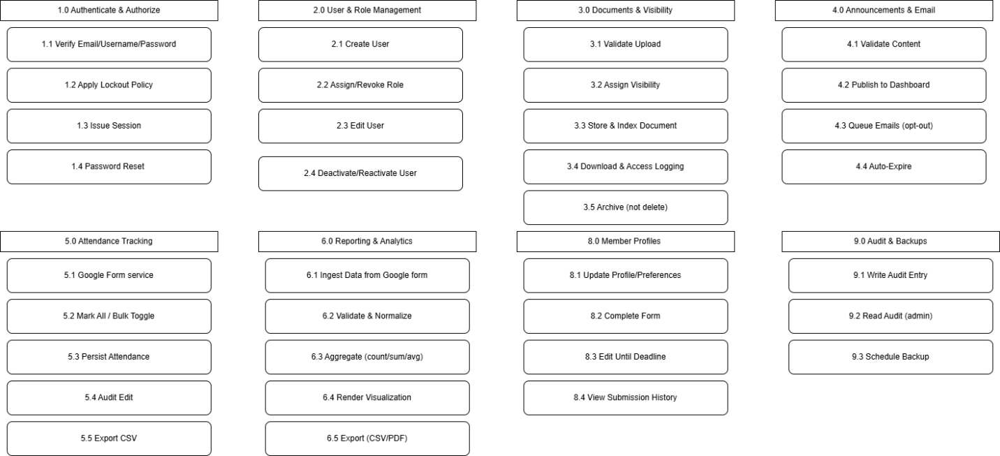 1.0 Authenticate & Authorize
1.1 Verify Email/Username/Password
1.2 Apply Lockout Policy
1.3 Issue Session
1.4 Password Reset
2.0 User & Role Management
2.1 Create User
2.2 Assign/Revoke Role
2.3 Edit User
2.4 Deactivate/Reactivate User
3.0 Documents & Visibility
3.1 Validate Upload
3.2 Assign Visibility
3.3 Store & Index Document
3.4 Download & Access Logging
3.5 Archive (not delete)
4.0 Announcements & Email
4.1 Validate Content
4.2 Publish to Dashboard
4.3 Queue Emails (opt-out)
4.4 Auto-Expire
5.0 Attendance Tracking
5.1 Google Form service
5.2 Mark All / Bulk Toggle
5.3 Persist Attendance
5.4 Audit Edit
5.5 Export CSV
6.0 Reporting & Analytics
6.1 Ingest Data from Google form
6.2 Validate & Normalize
6.3 Aggregate (count/sum/avg)
6.4 Render Visualization
6.5 Export (CSV/PDF)
8.0 Member Profiles
8.1 Update Profile/Preferences
8.2 Complete Form
8.3 Edit Until Deadline
8.4 View Submission History
9.0 Audit & Backups
9.1 Write Audit Entry
9.2 Read Audit (admin)
9.3 Schedule Backup